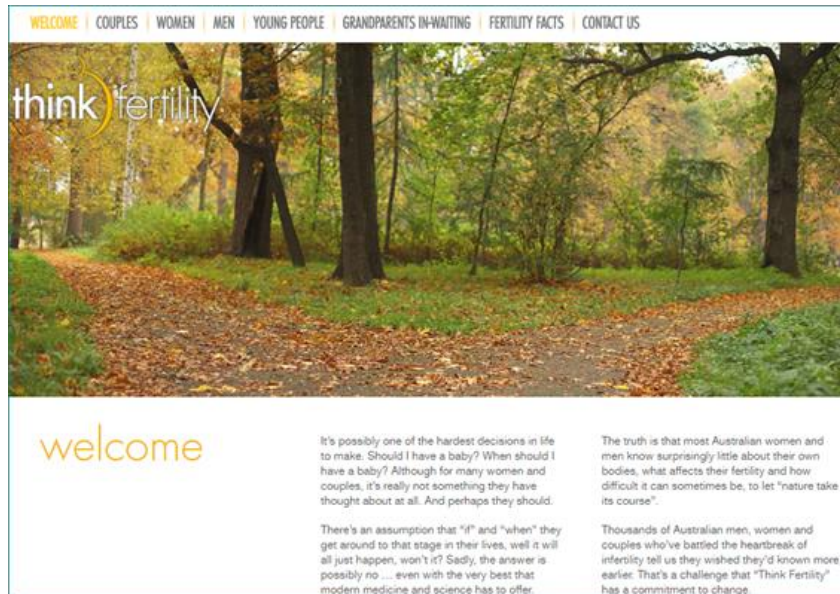 WELCOME | COUPLES | WOMEN | MEN | YOUNG PEOPLE | GRANDPARENTS IN-WAITING | FERTILITY FACTS | CONTACT US
think)fertility
welcome
It's possibly one of the hardest decisions in life
to make. Should I have a baby? When should I
have a baby? Although for many women and
couples, it's really not something they have
thought about at all. And perhaps they should.
There's an assumption that "if" and "when" they
get around to that stage in their lives, well it will
all just happen, won't it? Sadly, the answer is
possibly no ... even with the very best that
modern medicine and science has to offer.
The truth is that most Australian women and
men know surprisingly little about their own
bodies, what affects their fertility and how
difficult it can sometimes be, to let "nature take
its course".
Thousands of Australian men, women and
couples who've battled the heartbreak of
infertility tell us they wished they'd known more
earlier. That's a challenge that "Think Fertility"
has a commitment to change.